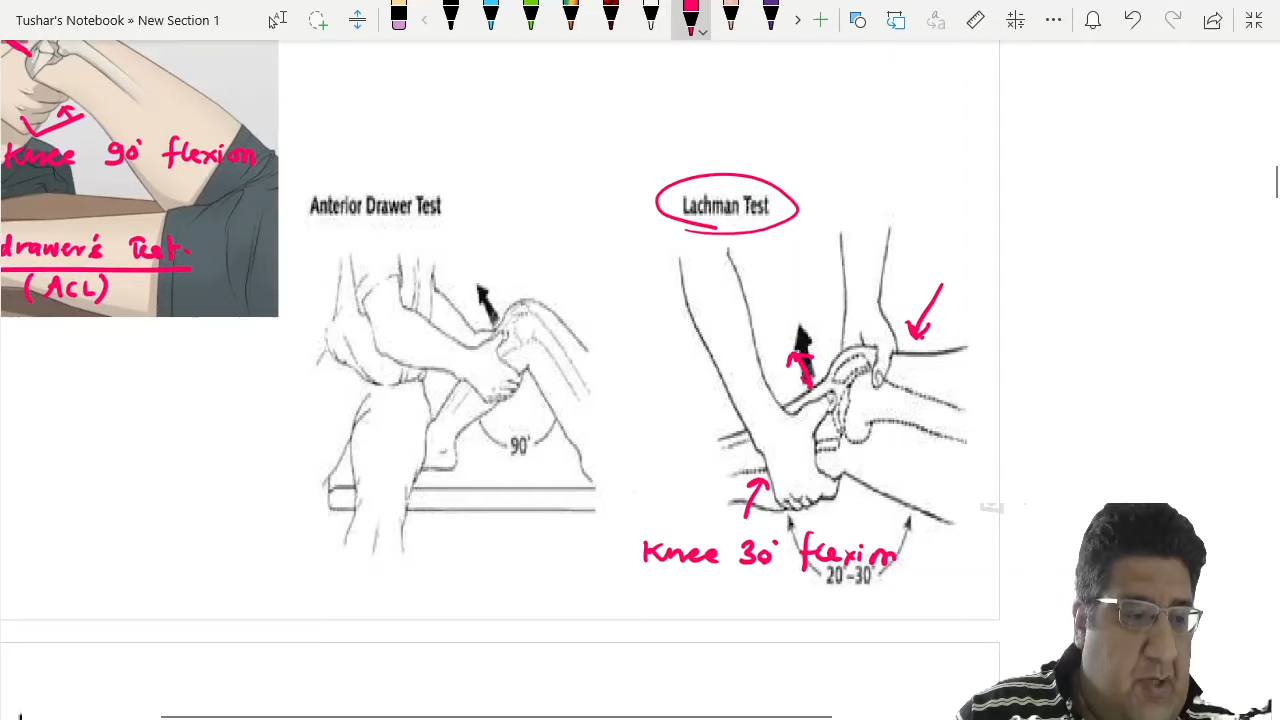 Tushar's Notebook » New Section 1
Knee 90° flexion
drawer's Test.
(ACL)
Anterior Drawer Test
90°
Lachman Test
Knee 30° flexion
20°-30°